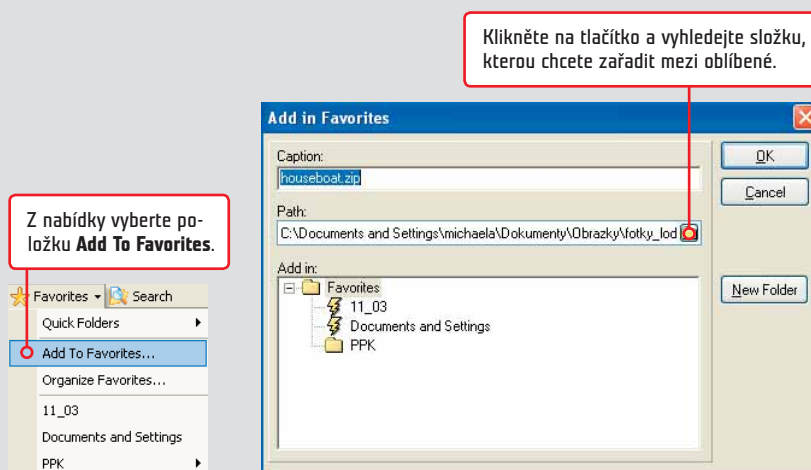 Klikněte na tlačítko a vyhledejte složku,
kterou chcete zařadit mezi oblíbené.
Add in Favorites
Caption:
houseboat.zip
Path:
C:\Documents and Settings\michaela\Dokumenty\Obrazky\fotky_lod
Add in:
Favorites
11_03
Documents and Settings
PPK
OK
Cancel
New Folder
Z nabídky vyberte po-
ložku Add To Favorites.
Favorites Search
Quick Folders
Add To Favorites...
Organize Favorites...
11_03
Documents and Settings
PPK